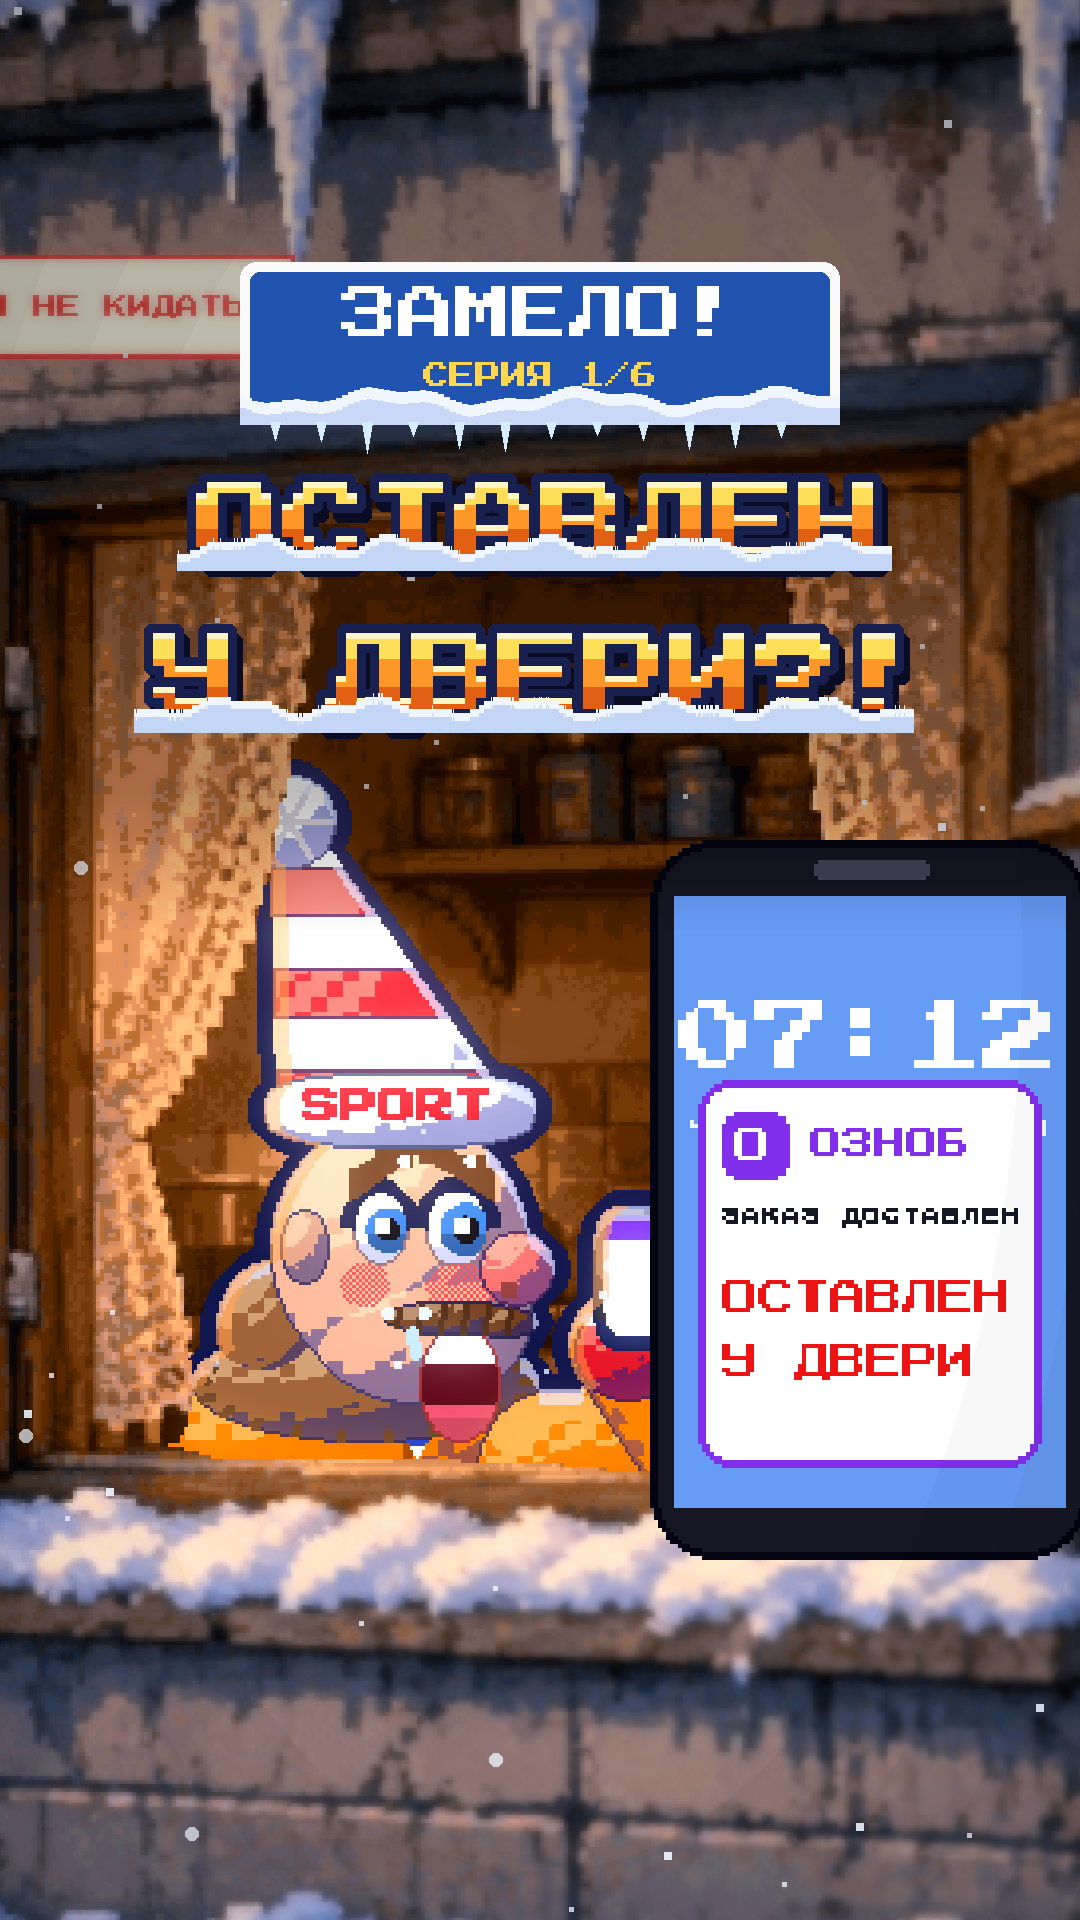 НЕ КИДАТЬ
ЗАМЕЛО!
СЕРИЯ 1/6
ОСТАВЛЕН
У ДВЕРИ?!
SPORT
07:12
О ОЗНОБ
ЗАКАЗ ДОСТАВЛЕН
ОСТАВЛЕН
У ДВЕРИ